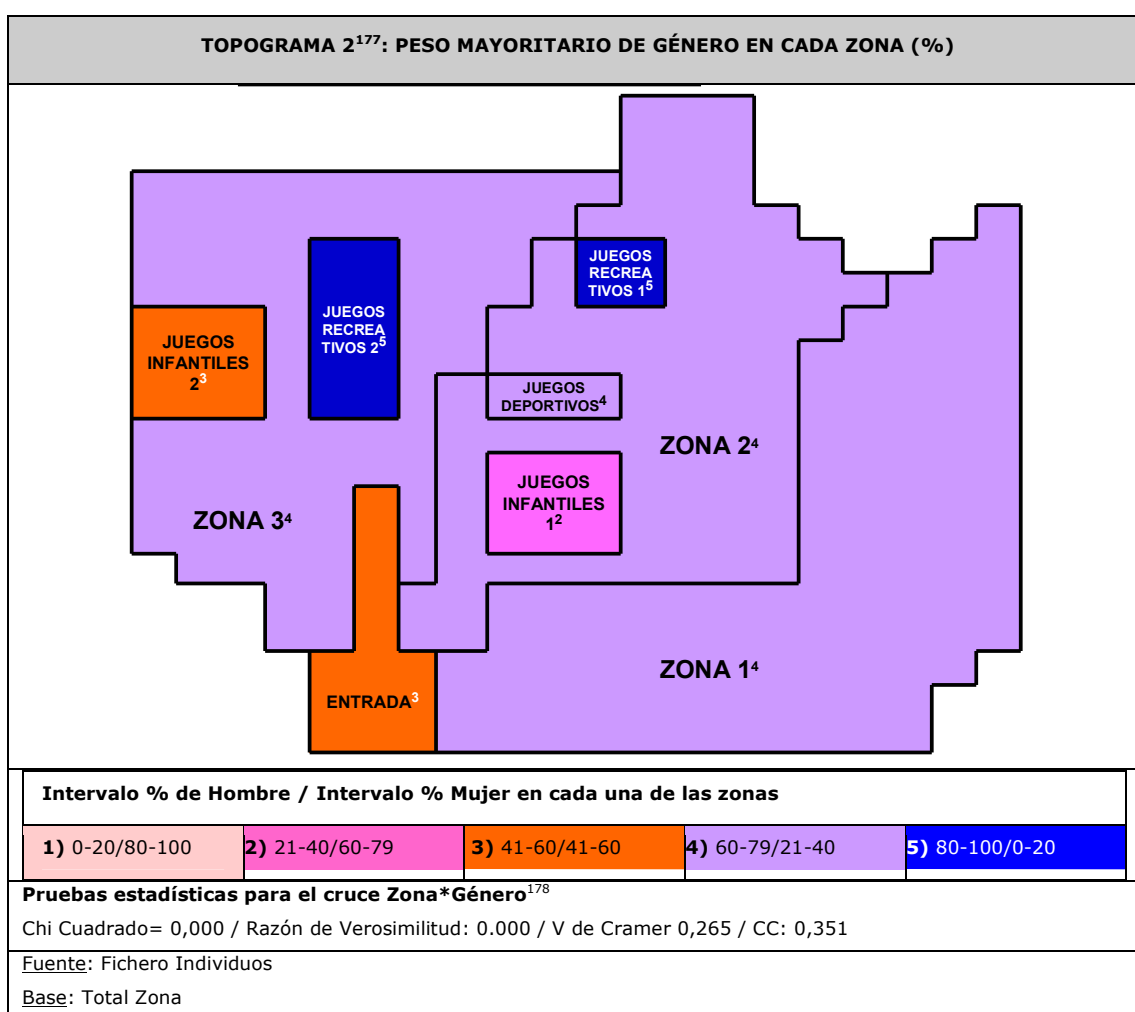 TOPOGRAMA 2¹⁷⁷: PESO MAYORITARIO DE GÉNERO EN CADA ZONA (%)
JUEGOS
RECREA
TIVOS 1⁵
JUEGOS
RECREA
TIVOS 2⁵
JUEGOS
INFANTILES
2³
JUEGOS
DEPORTIVOS⁴
ZONA 2⁴
JUEGOS
INFANTILES
1²
ZONA 3⁴
ZONA 1⁴
ENTRADA³
Intervalo % de Hombre / Intervalo % Mujer en cada una de las zonas
1) 0-20/80-100 2) 21-40/60-79 3) 41-60/41-60 4) 60-79/21-40 5) 80-100/0-20
Pruebas estadísticas para el cruce Zona*Género¹⁷⁸
Chi Cuadrado= 0,000 / Razón de Verosimilitud: 0.000 / V de Cramer 0,265 / CC: 0,351
Fuente: Fichero Individuos
Base: Total Zona